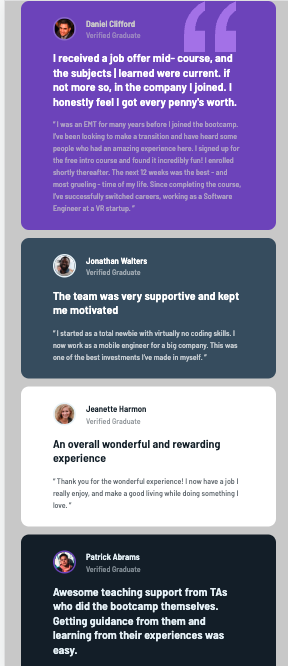 Daniel Clifford
Verified Graduate
I received a job offer mid- course, and
the subjects | learned were current. if
not more so, in the company I joined. I
honestly feel I got every penny's worth.
" I was an EMT for many years before I joined the bootcamp.
I've been looking to make a transition and have heard some
people who had an amazing experience here. I signed up for
the free intro course and found it incredibly fun! I enrolled
shortly thereafter. The next 12 weeks was the best - and
most grueling - time of my life. Since completing the course,
I've successfully switched careers, working as a Software
Engineer at a VR startup. "
Jonathan Walters
Verified Graduate
The team was very supportive and kept
me motivated
" I started as a total newbie with virtually no coding skills. I
now work as a mobile engineer for a big company. This was
one of the best investments I've made in myself. "
Jeanette Harmon
Verified Graduate
An overall wonderful and rewarding
experience
" Thank you for the wonderful experience! I now have a job I
really enjoy, and make a good living while doing something I
love. "
Patrick Abrams
Verified Graduate
Awesome teaching support from TAs
who did the bootcamp themselves.
Getting guidance from them and
learning from their experiences was
easy.